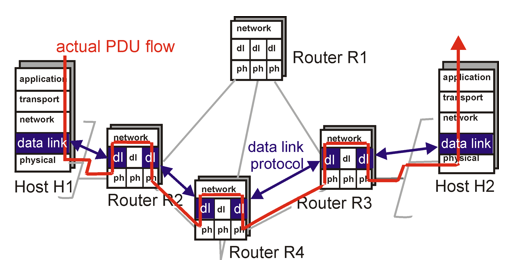 actual PDU flow
network
dl dl dl
ph ph ph
Router R1
application
transport
network
data link
physical
Host H1
network
dl dl dl
ph ph ph
Router R2
network
dl dl dl
ph ph ph
Router R4
data link
protocol
network
dl dl dl
ph ph ph
Router R3
application
transport
network
data link
physical
Host H2